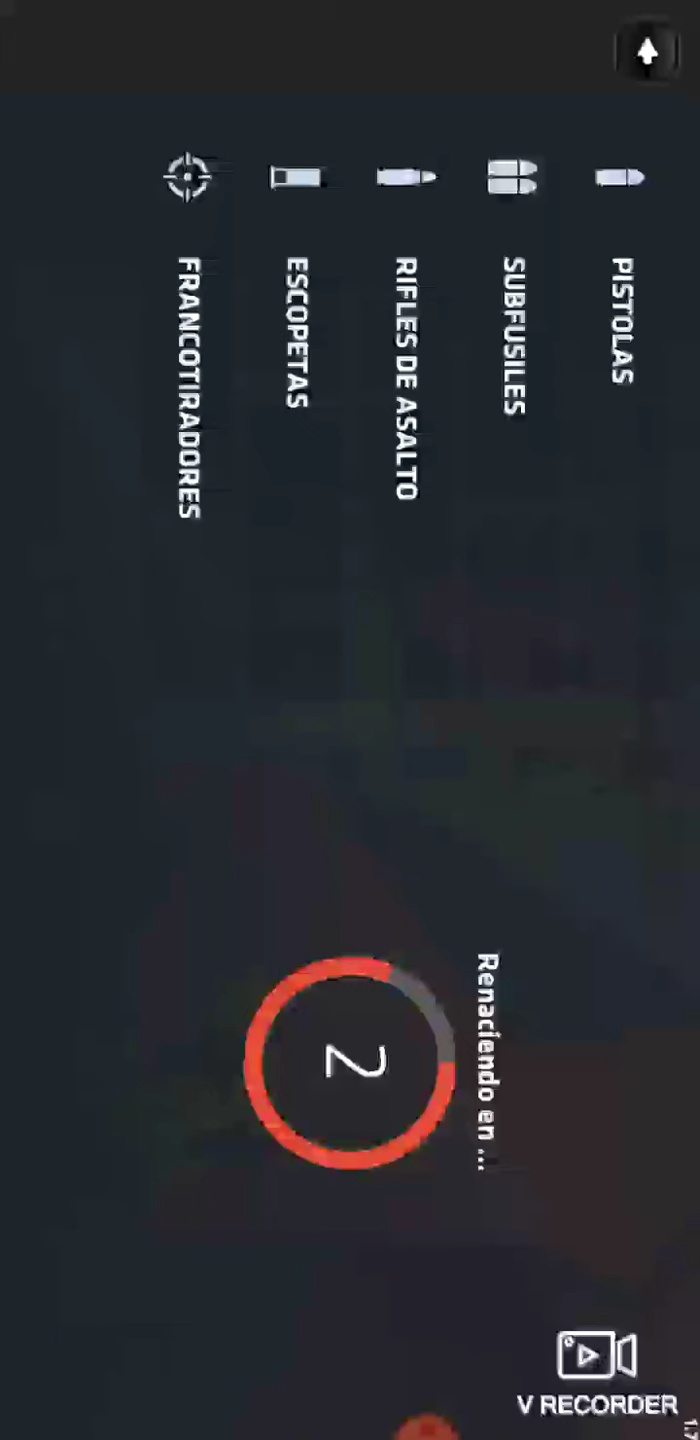 PISTOLAS
SUBFUSILES
RIFLES DE ASALTO
ESCOPETAS
FRANCOTIRADORES
Renaciendo en ...
2
V RECORDER